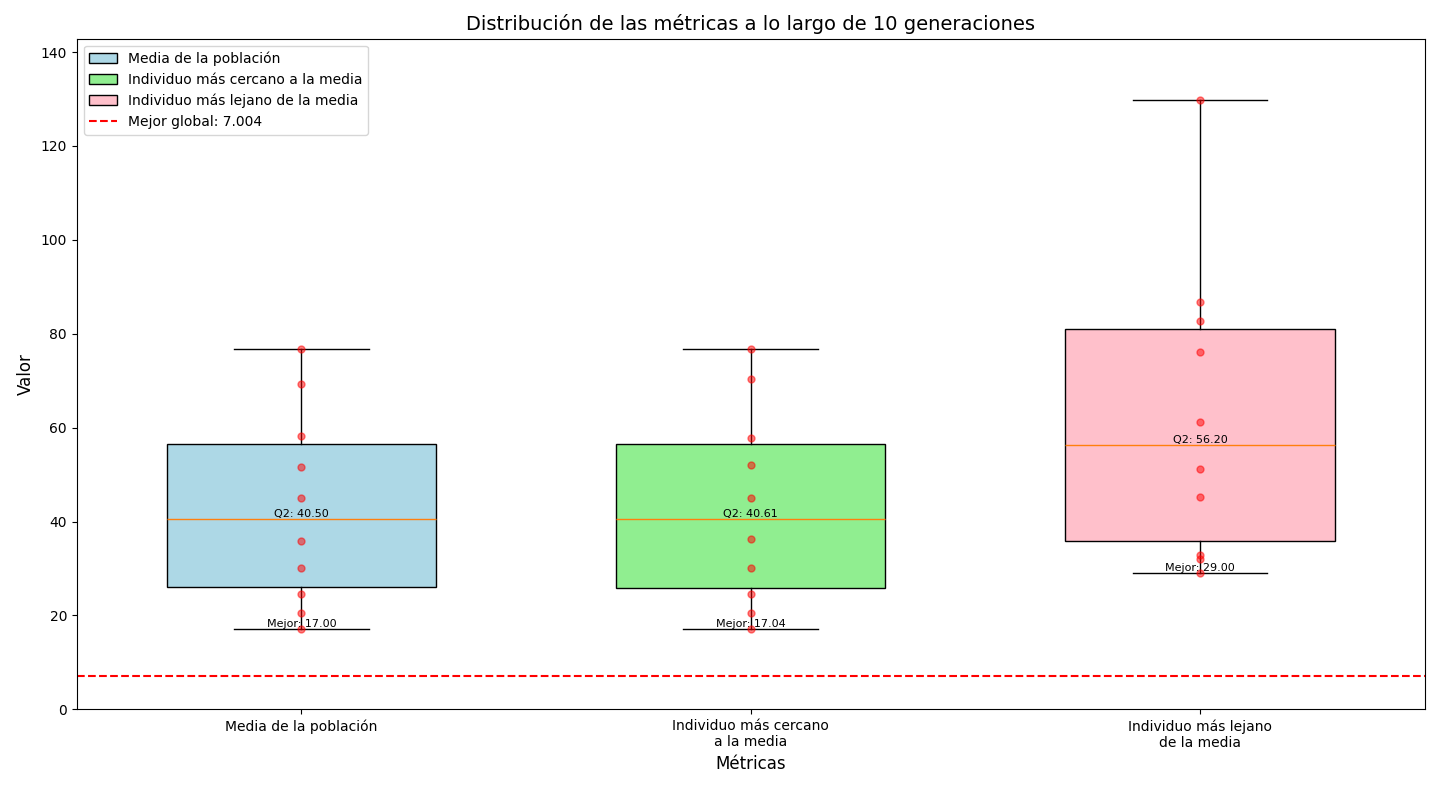 Distribución de las métricas a lo largo de 10 generaciones
Media de la población
Individuo más cercano a la media
Individuo más lejano de la media
Mejor global: 7.004
Valor
140
120
100
80
60
40
20
0
Q2: 40.50
Mejor: 17.00
Q2: 40.61
Mejor: 17.04
Q2: 56.20
Mejor: 29.00
Media de la población
Individuo más cercano
a la media
Individuo más lejano
de la media
Métricas